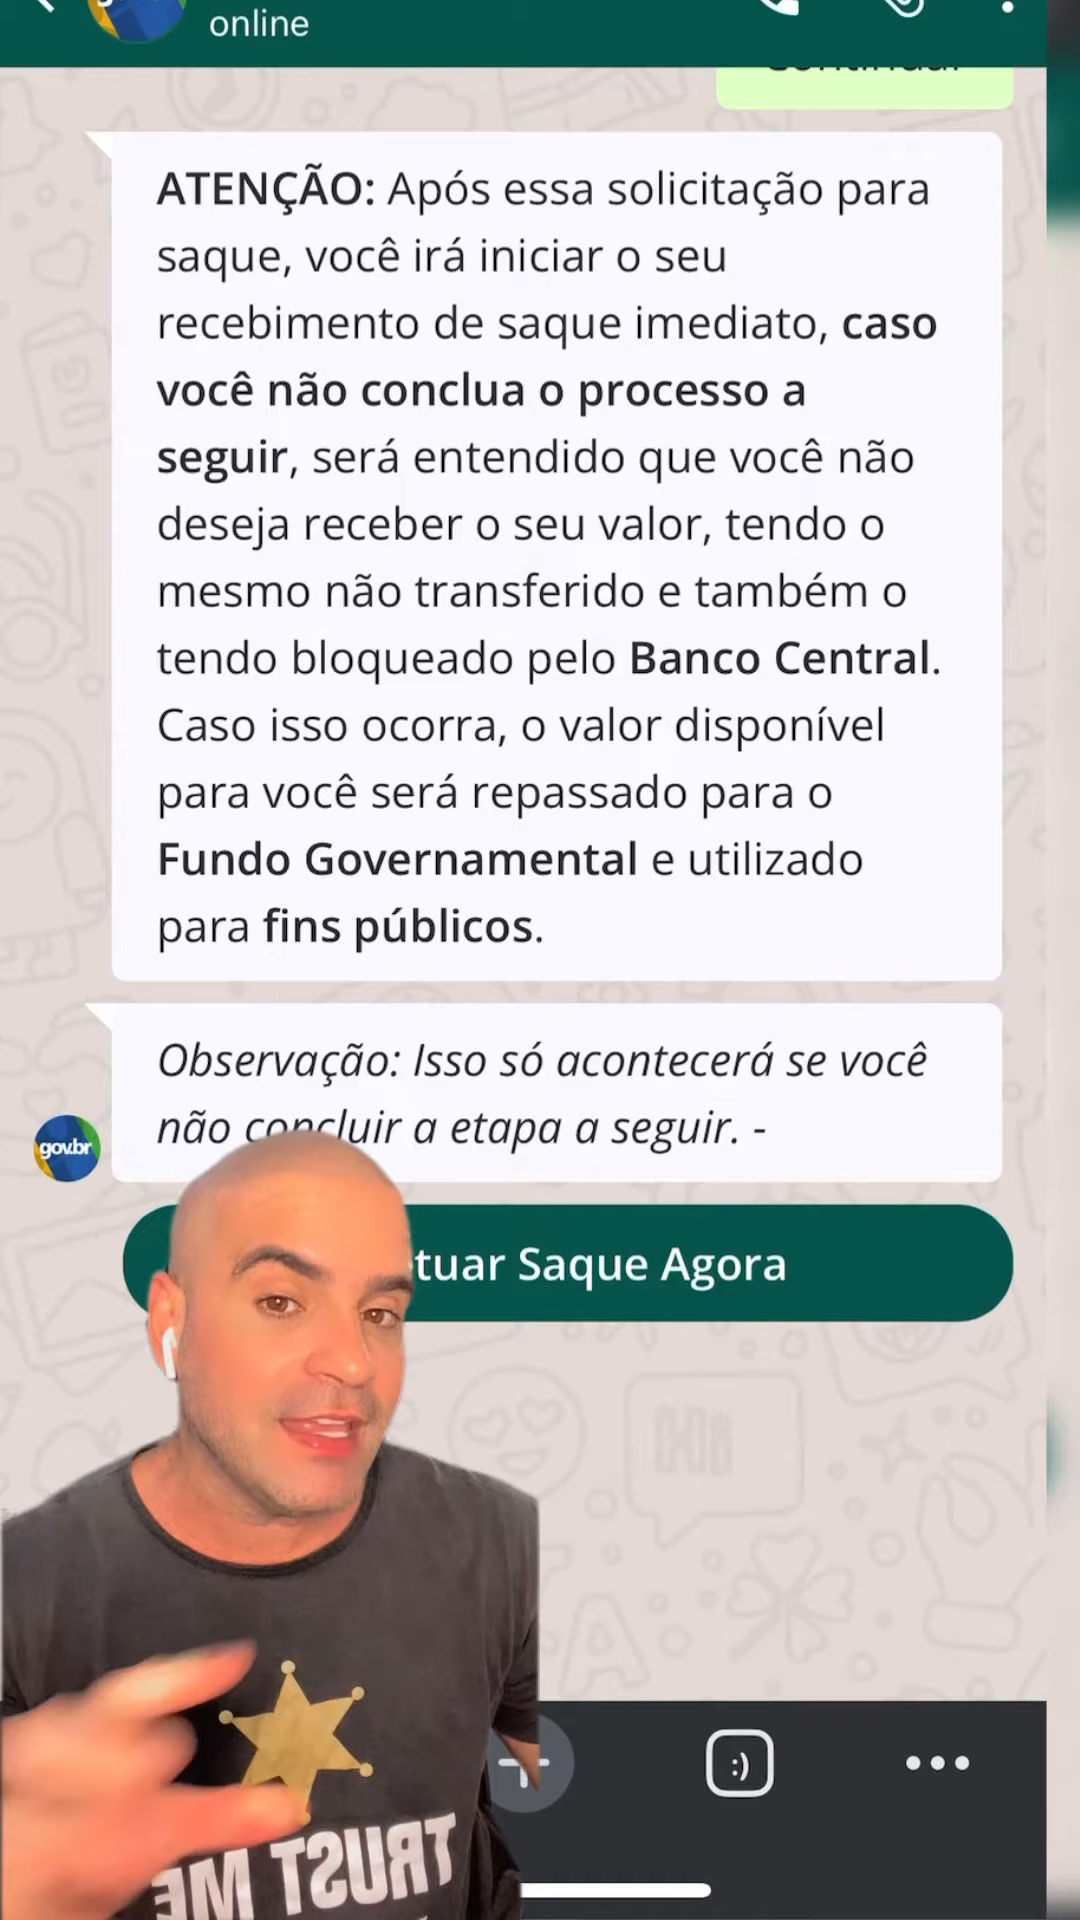 online
ATENÇÃO: Após essa solicitação para
saque, você irá iniciar o seu
recebimento de saque imediato, caso
você não conclua o processo a
seguir, será entendido que você não
deseja receber o seu valor, tendo o
mesmo não transferido e também o
tendo bloqueado pelo Banco Central.
Caso isso ocorra, o valor disponível
para você será repassado para o
Fundo Governamental e utilizado
para fins públicos.
Observação: Isso só acontecerá se você
não concluir a etapa a seguir. -
gov.br
tuar Saque Agora
:)
TRUST ME